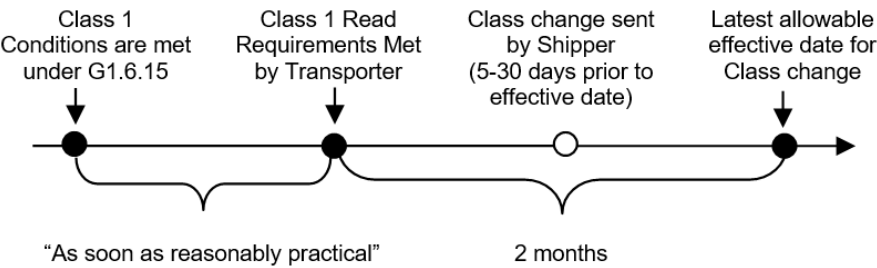 Class 1
Conditions are met
under G1.6.15
Class 1 Read
Requirements Met
by Transporter
Class change sent
by Shipper
(5-30 days prior to
effective date)
Latest allowable
effective date for
Class change
“As soon as reasonably practical”
2 months